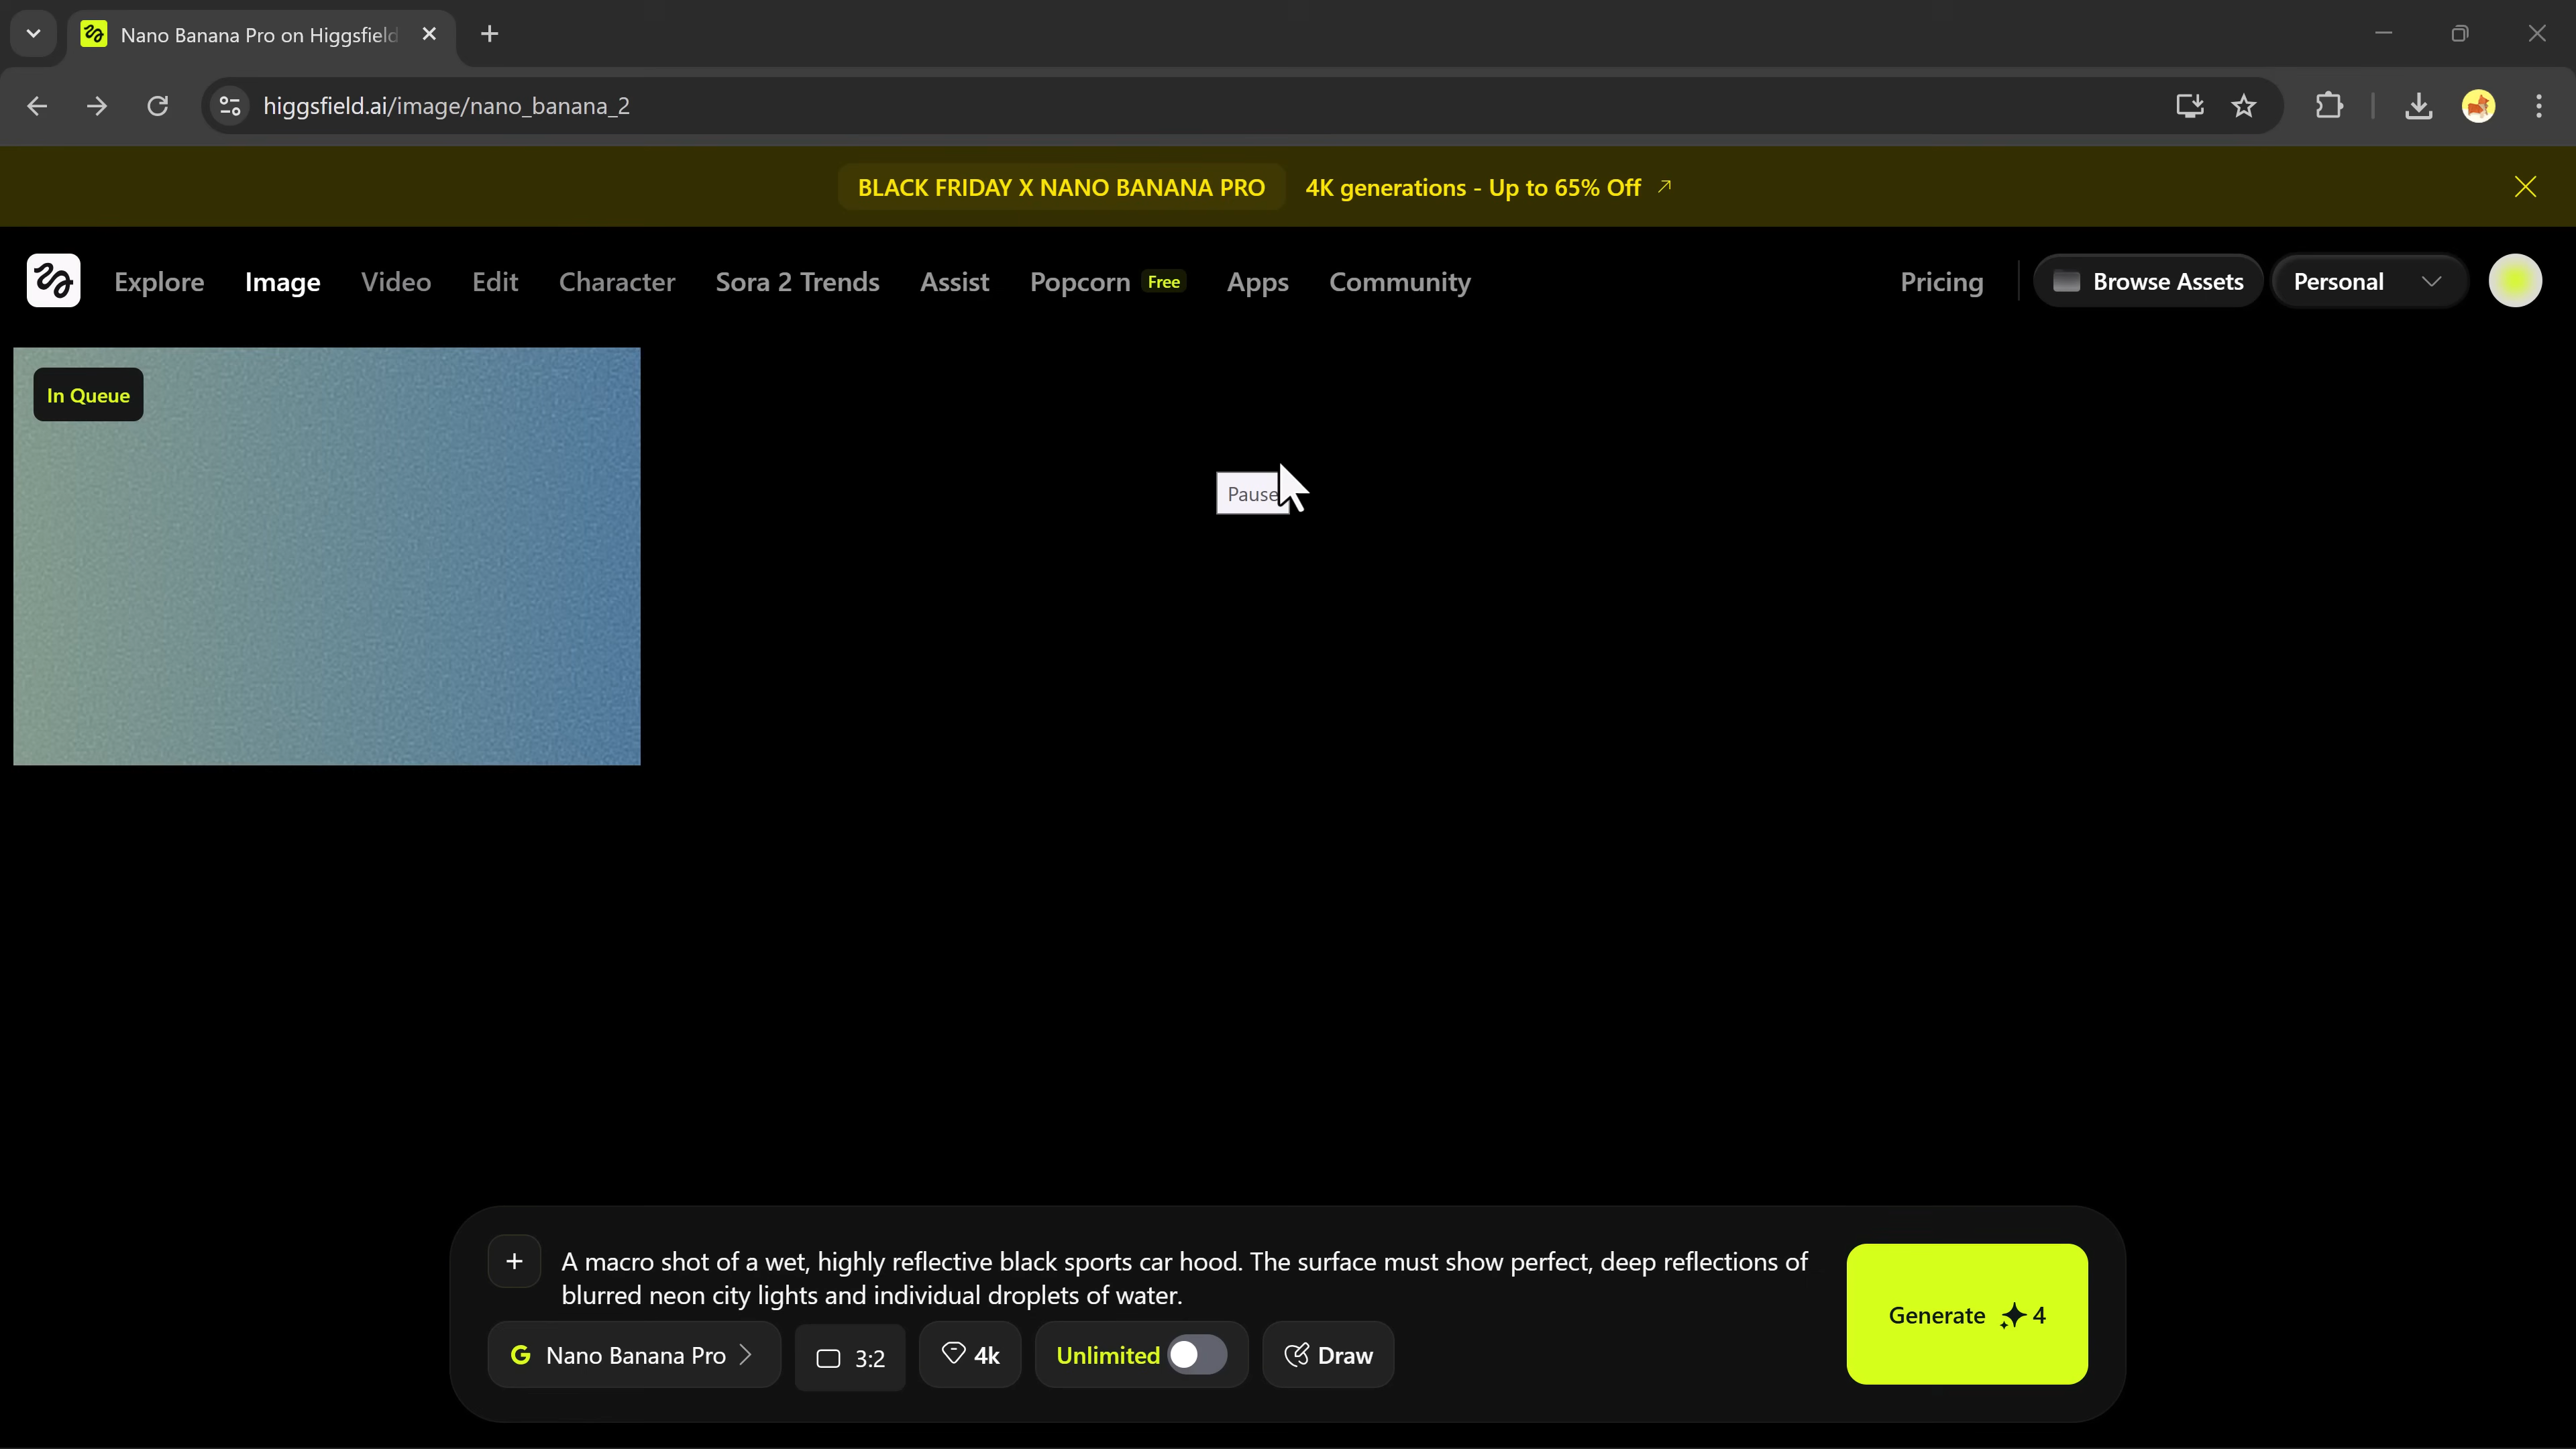 Nano Banana Pro on Higgsfield
higgsfield.ai/image/nano_banana_2
BLACK FRIDAY X NANO BANANA PRO 4K generations - Up to 65% Off
Explore Image Video Edit Character Sora 2 Trends Assist Popcorn Free Apps Community Pricing Browse Assets Personal
In Queue
Pause
A macro shot of a wet, highly reflective black sports car hood. The surface must show perfect, deep reflections of
blurred neon city lights and individual droplets of water.
Generate 4
G Nano Banana Pro 3:2 4k Unlimited Draw